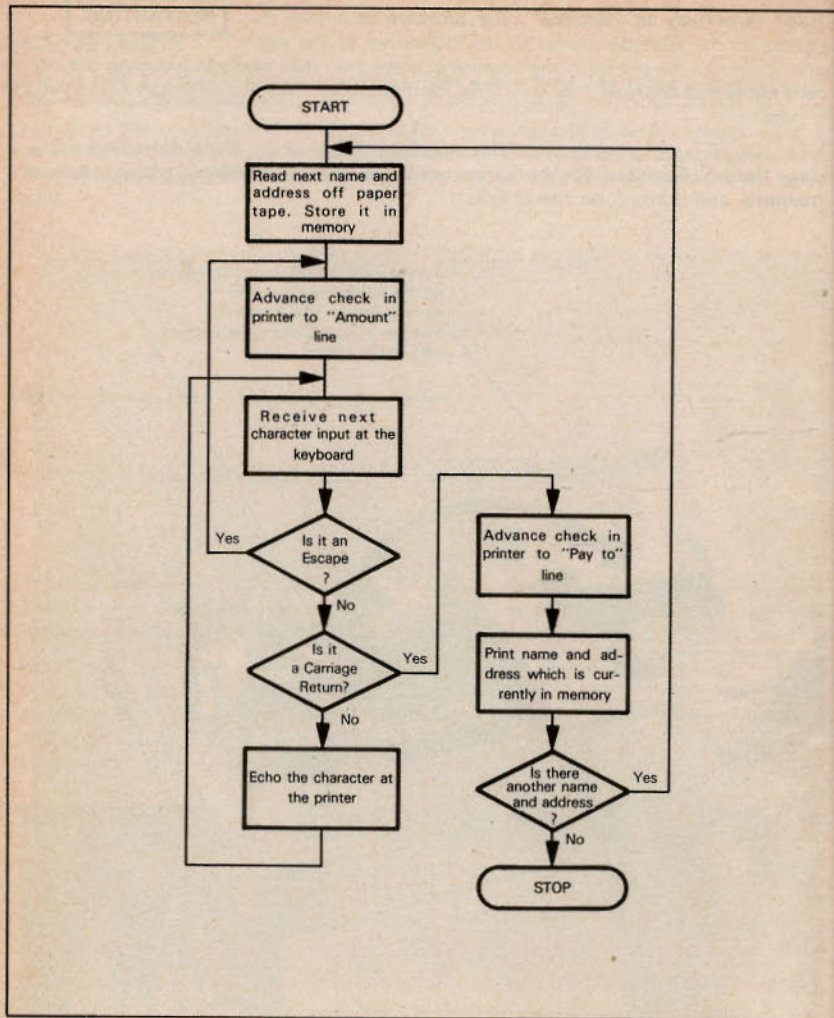 START
Read next name and
address off paper
tape. Store it in
memory
Advance check in
printer to "Amount"
line
Receive next
character input at the
keyboard
Is it an
Escape
?
Yes
No
Is it
a Carriage
Return?
Yes
No
Echo the character at
the printer
Advance check in
printer to "Pay to"
line
Print name and ad-
dress which is cur-
rently in memory
Is there
another name
and address
?
Yes
No
STOP